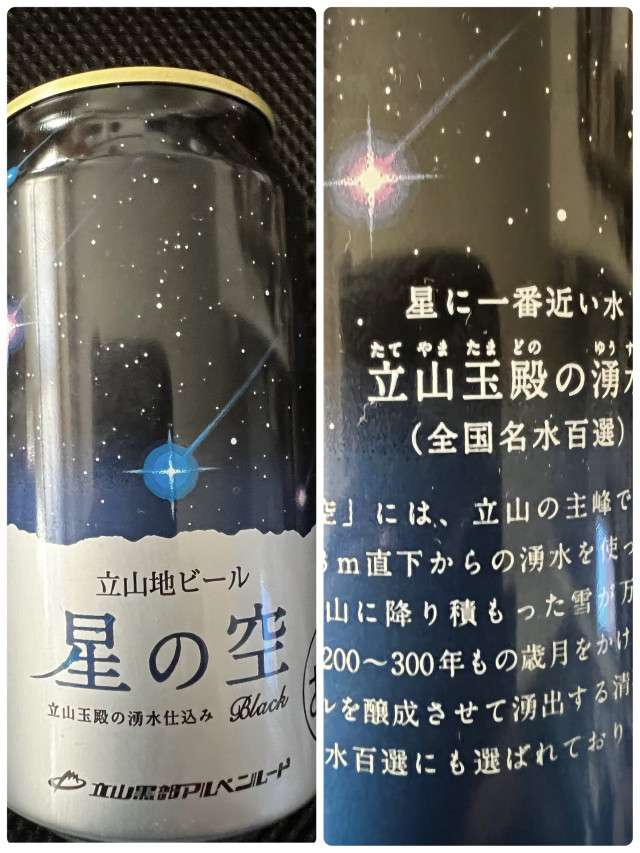 立山地ビール
星の空
Black
立山玉殿の湧水仕込み
立山黒部アルペンルート
星に一番近い水
たて やま たま どの ゆう
立山玉殿の湧
(全国名水百選)
」には、立山の主峰で
m直下からの湧水を使っ
山に降り積もった雪が万
200〜300年もの歳月をかけ
ルを醸成させて湧出する清
水百選にも選ばれており